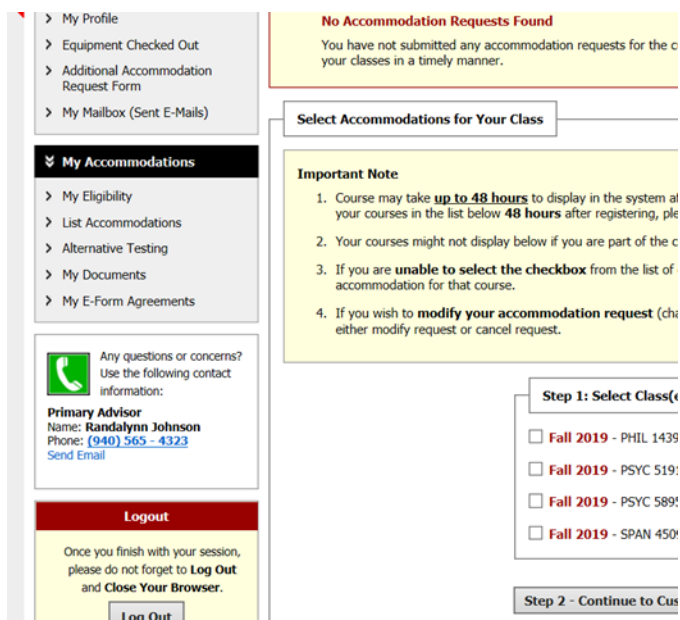 My Profile
Equipment Checked Out
Additional Accommodation
Request Form
My Mailbox (Sent E-Mails)
My Accommodations
My Eligibility
List Accommodations
Alternative Testing
My Documents
My E-Form Agreements
Any questions or concerns?
Use the following contact
information:
Primary Advisor
Name: Randalynn Johnson
Phone: (940) 565 - 4323
Send Email
Logout
Once you finish with your session,
please do not forget to Log Out
and Close Your Browser.
Log Out
No Accommodation Requests Found
You have not submitted any accommodation requests for the
your classes in a timely manner.
Select Accommodations for Your Class
Important Note
1. Course may take up to 48 hours to display in the system
your courses in the list below 48 hours after registering,
2. Your courses might not display below if you are part of the
3. If you are unable to select the checkbox from the list of
accommodation for that course.
4. If you wish to modify your accommodation request
either modify request or cancel request.
Step 1: Select
Fall 2019 - PHIL 1439
Fall 2019 - PSYC 5191
Fall 2019 - PSYC 5895
Fall 2019 - SPAN 4509
Step 2 - Continue to